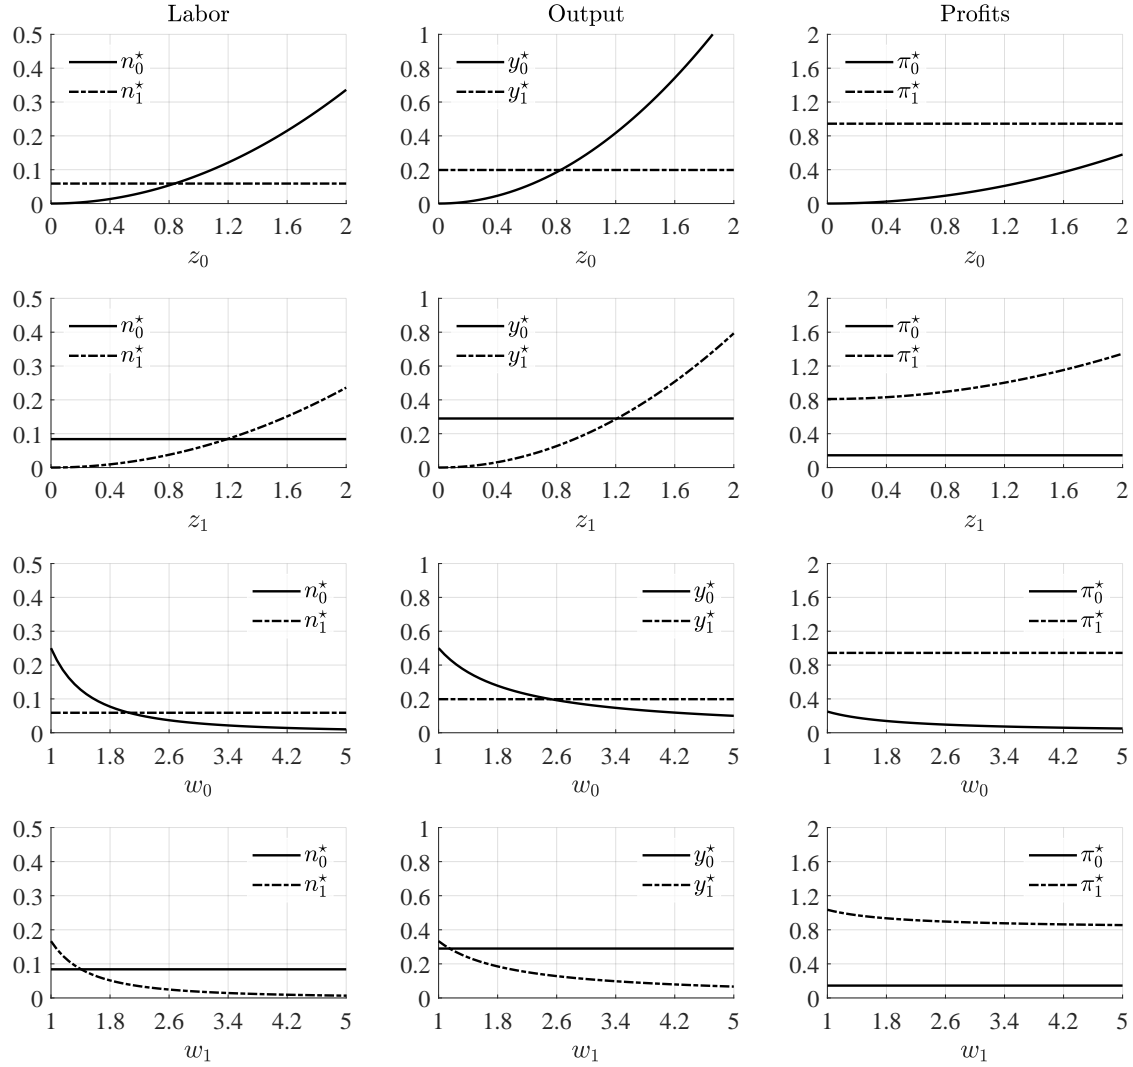 Labor Output Profits
0.5 1 2
n₀⋆ y₀⋆ π₀⋆
0.4 0.8 1.6
n₁⋆ y₁⋆ π₁⋆
0.3 0.6 1.2
0.2 0.4 0.8
0.1 0.2 0.4
0 0 0
0 0.4 0.8 1.2 1.6 2 0 0.4 0.8 1.2 1.6 2 0 0.4 0.8 1.2 1.6 2
z₀ z₀ z₀
0.5 1 2
n₀⋆ y₀⋆ π₀⋆
0.4 0.8 1.6
n₁⋆ y₁⋆ π₁⋆
0.3 0.6 1.2
0.2 0.4 0.8
0.1 0.2 0.4
0 0 0
0 0.4 0.8 1.2 1.6 2 0 0.4 0.8 1.2 1.6 2 0 0.4 0.8 1.2 1.6 2
z₁ z₁ z₁
0.5 1 2
n₀⋆ y₀⋆ π₀⋆
0.4 0.8 1.6
n₁⋆ y₁⋆ π₁⋆
0.3 0.6 1.2
0.2 0.4 0.8
0.1 0.2 0.4
0 0 0
1 1.8 2.6 3.4 4.2 5 1 1.8 2.6 3.4 4.2 5 1 1.8 2.6 3.4 4.2 5
w₀ w₀ w₀
0.5 1 2
n₀⋆ y₀⋆ π₀⋆
0.4 0.8 1.6
n₁⋆ y₁⋆ π₁⋆
0.3 0.6 1.2
0.2 0.4 0.8
0.1 0.2 0.4
0 0 0
1 1.8 2.6 3.4 4.2 5 1 1.8 2.6 3.4 4.2 5 1 1.8 2.6 3.4 4.2 5
w₁ w₁ w₁